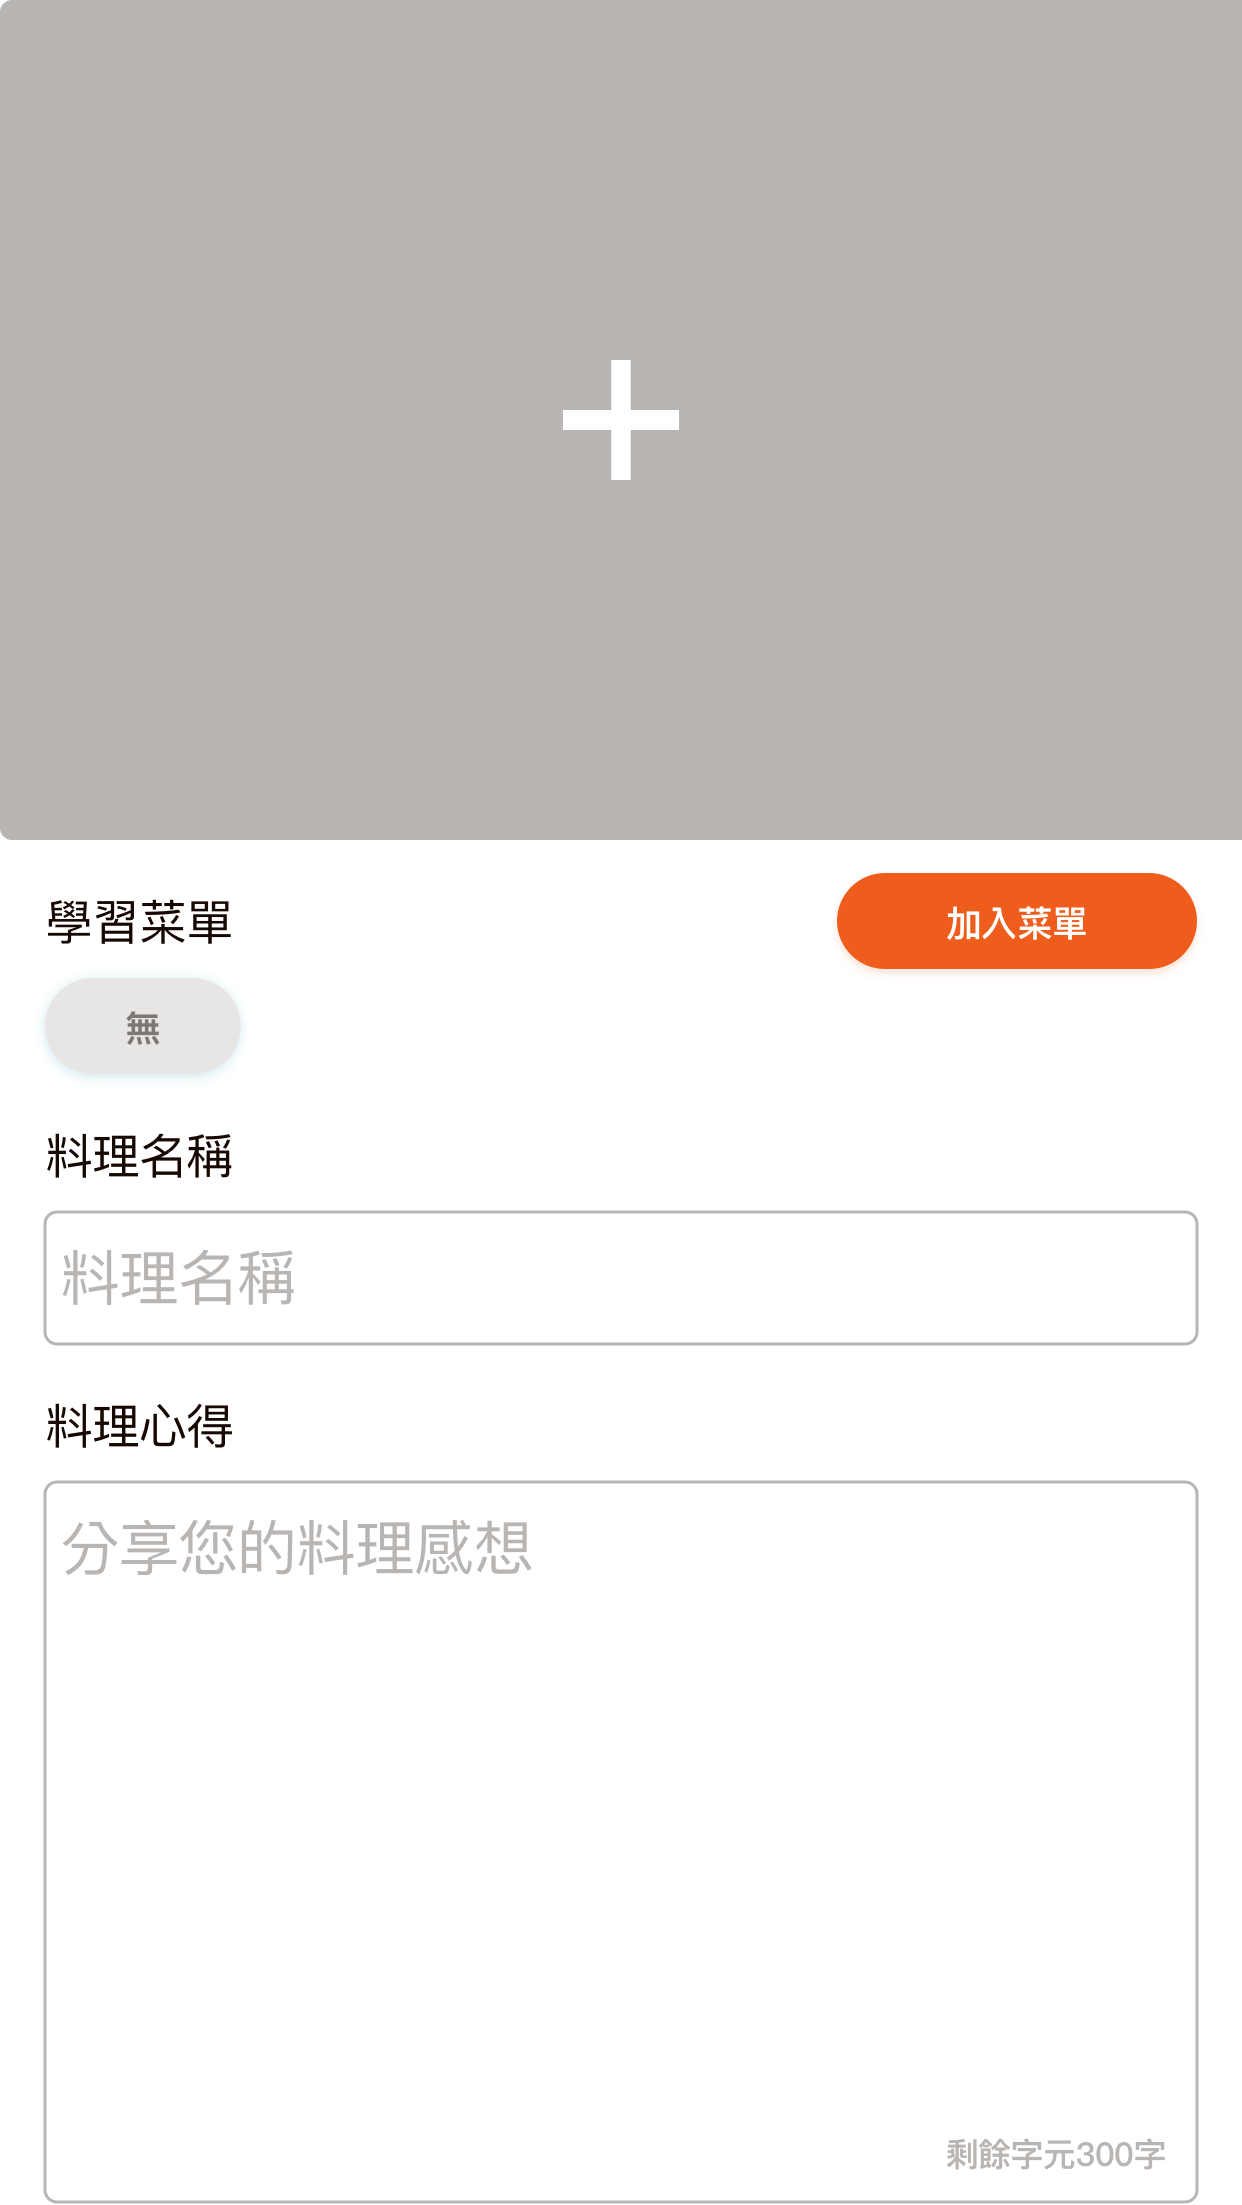 學習菜單
加入菜單
無
料理名稱
料理名稱
料理心得
分享您的料理感想
剩餘字元300字